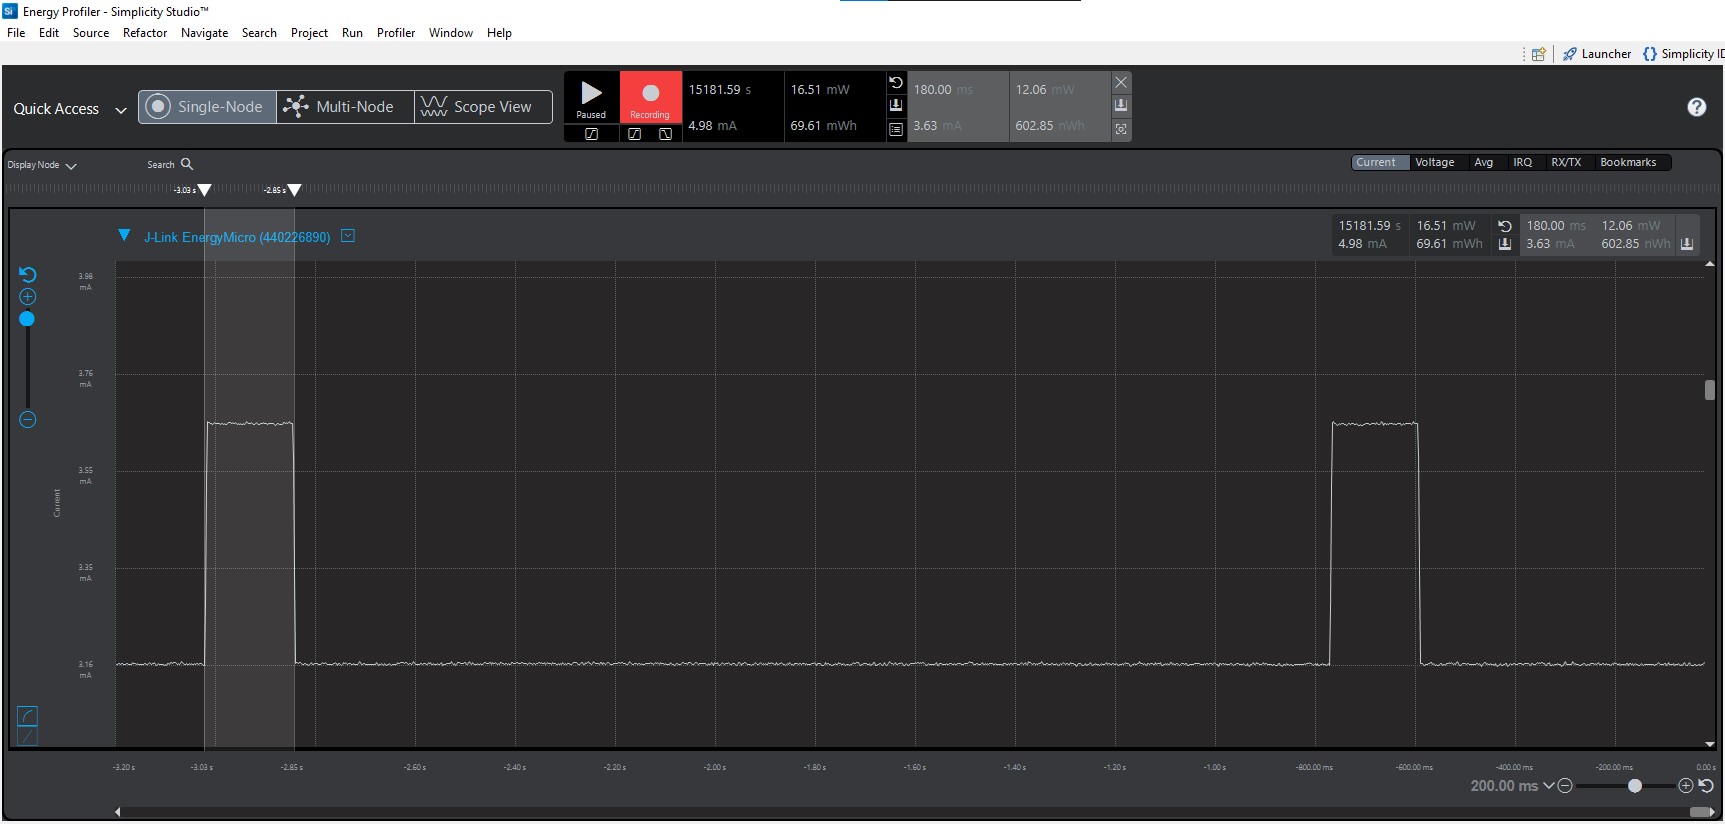 Si Energy Profiler - Simplicity Studio™
File Edit Source Refactor Navigate Search Project Run Profiler Window Help
Launcher {} Simplicity ID
Quick Access Single-Node Multi-Node Scope View
Paused Recording
15181.59 s 16.51 mW 180.00 ms 12.06 mW
4.98 mA 69.61 mWh 3.63 mA 602.85 nWh
?
Display Node Search Current Voltage Avg IRQ RX/TX Bookmarks
-3.03 s -2.85 s
J-Link EnergyMicro (440226890)
15181.59 s 16.51 mW 180.00 ms 12.06 mW
4.98 mA 69.61 mWh 3.63 mA 602.85 nWh
3.98
mA
3.76
mA
3.55
mA
Current
3.35
mA
3.16
mA
-3.20 s -3.03 s -2.85 s -2.60 s -2.40 s -2.20 s -2.00 s -1.80 s -1.60 s -1.40 s -1.20 s -1.00 s -800.00 ms -600.00 ms -400.00 ms -200.00 ms 0.00 s
200.00 ms